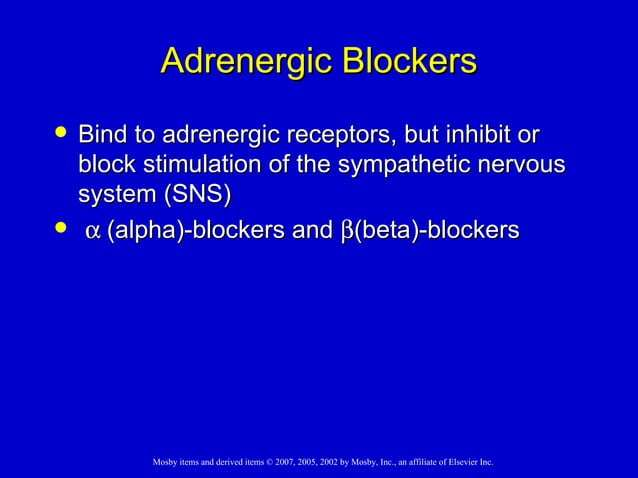 Adrenergic Blockers
• Bind to adrenergic receptors, but inhibit or
block stimulation of the sympathetic nervous
system (SNS)
• α (alpha)-blockers and β(beta)-blockers
Mosby items and derived items © 2007, 2005, 2002 by Mosby, Inc., an affiliate of Elsevier Inc.